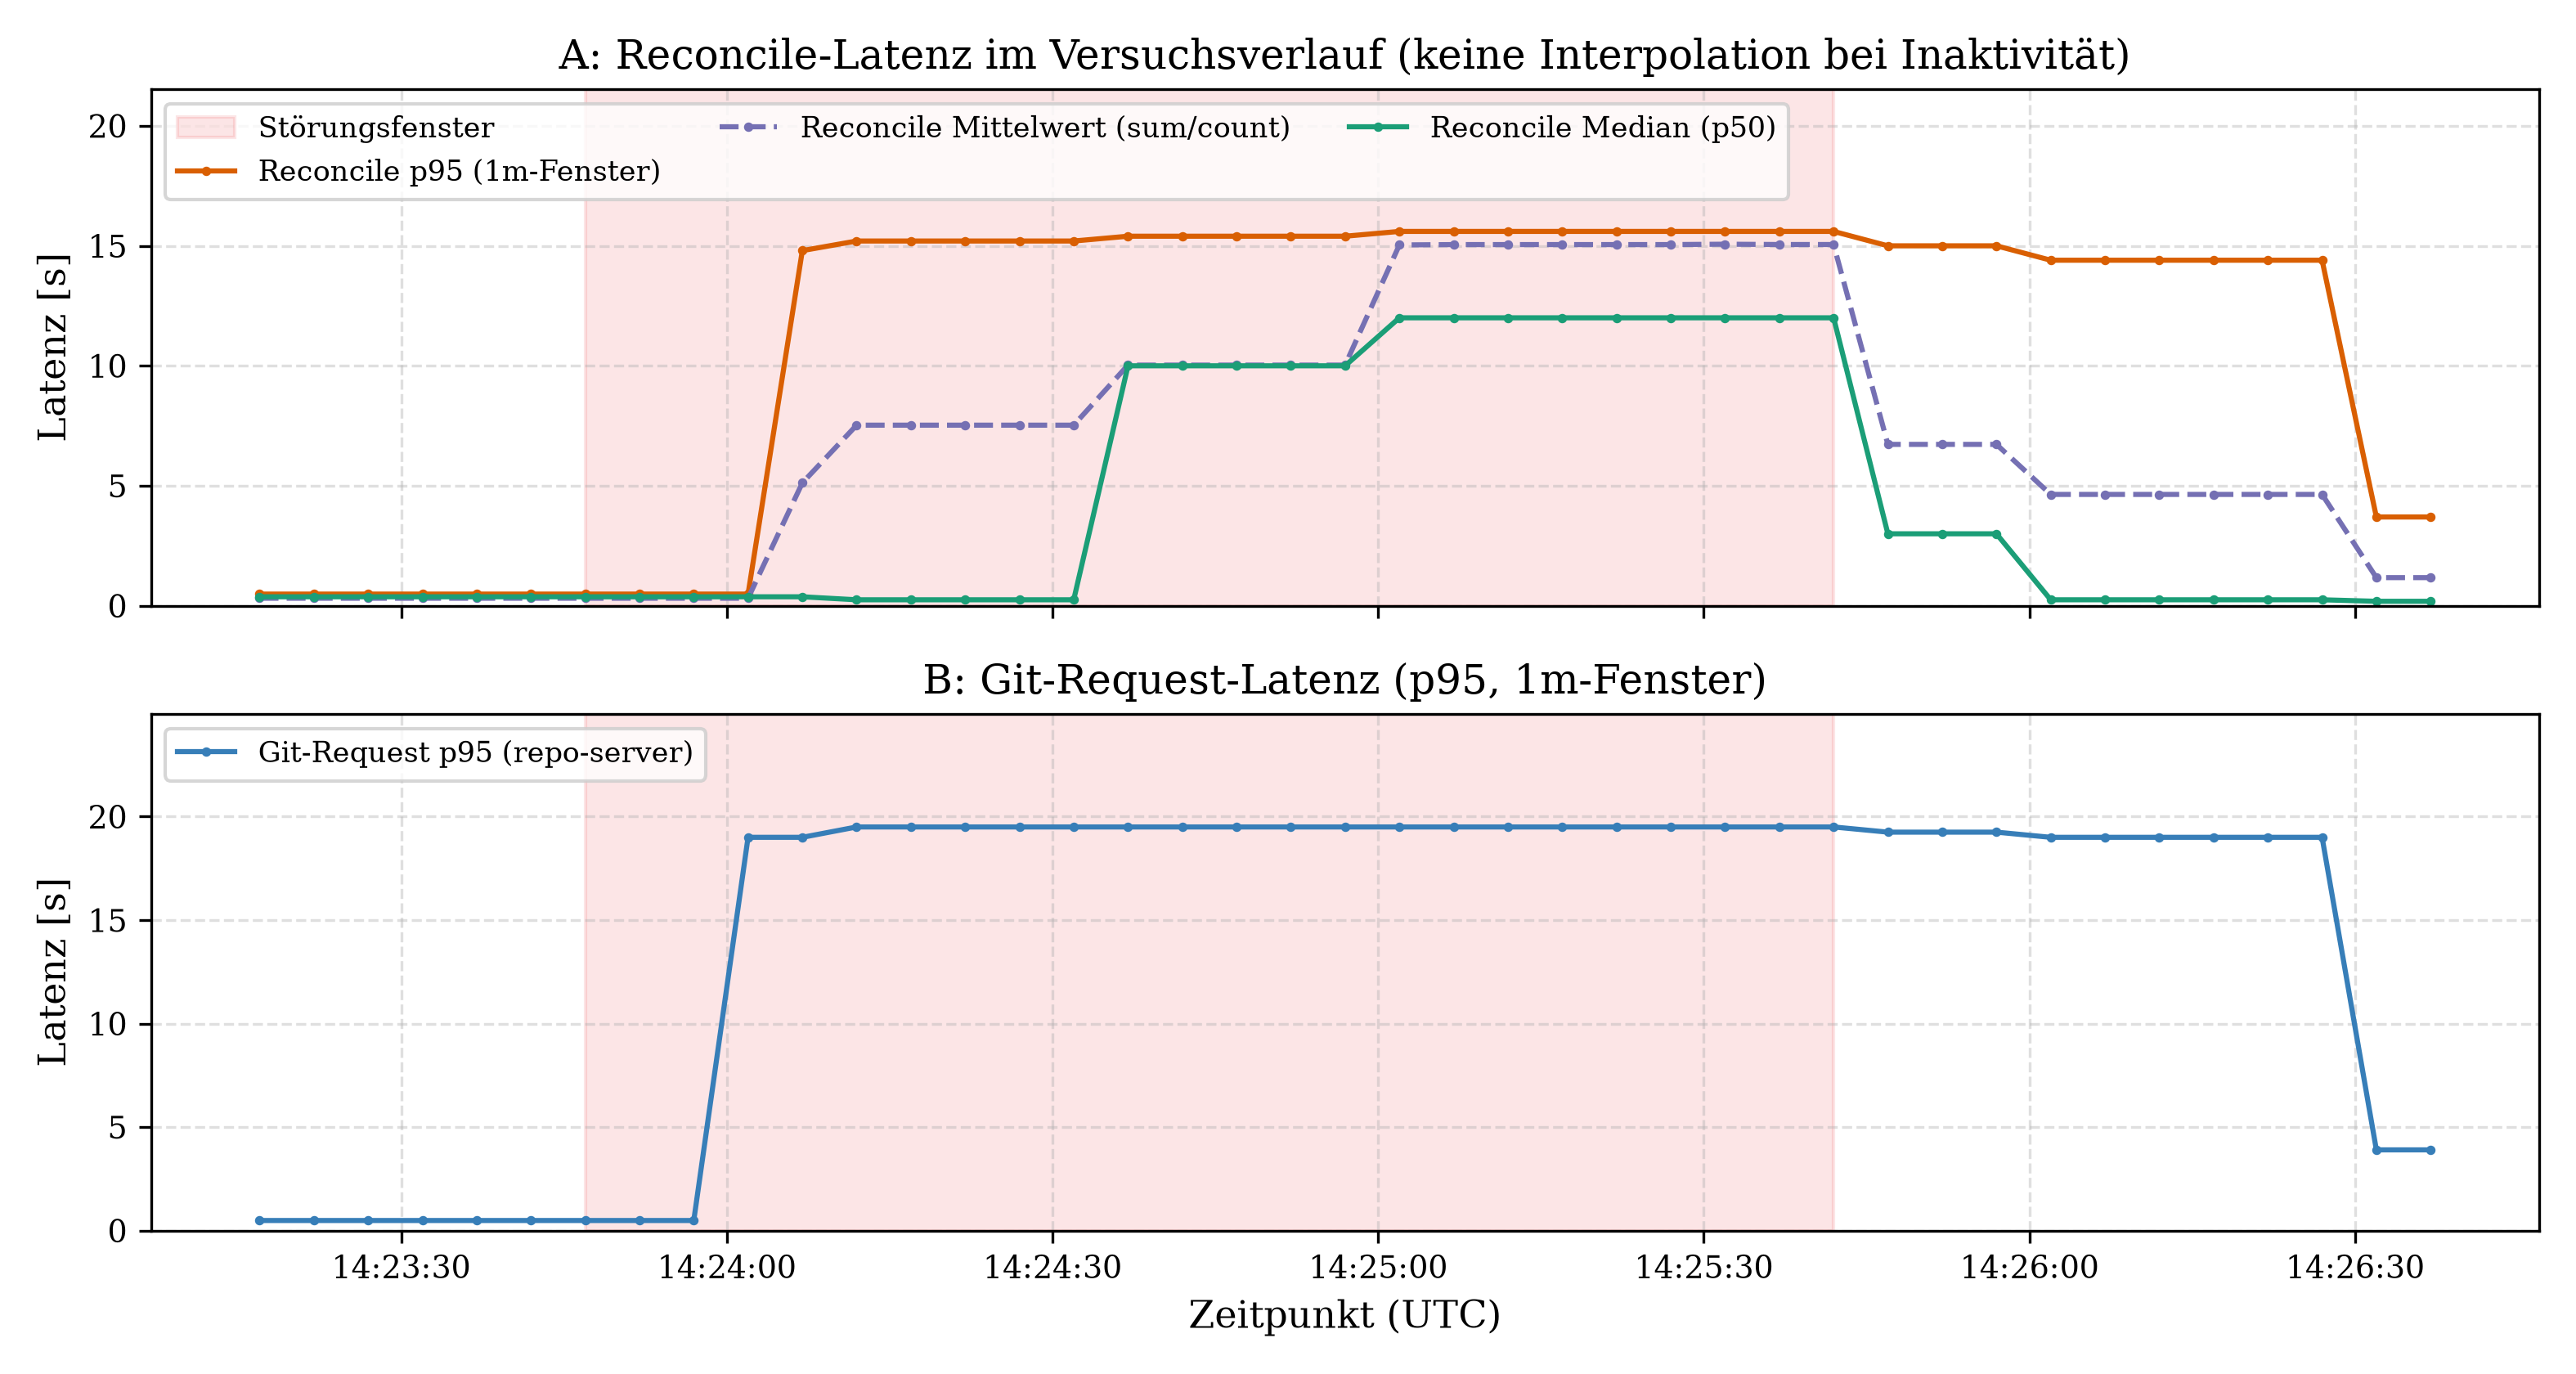 A: Reconcile-Latenz im Versuchsverlauf (keine Interpolation bei Inaktivität)
Störungsfenster
Reconcile p95 (1m-Fenster)
Reconcile Mittelwert (sum/count)
Reconcile Median (p50)
Latenz [s]
20
15
10
5
0
B: Git-Request-Latenz (p95, 1m-Fenster)
Git-Request p95 (repo-server)
Latenz [s]
20
15
10
5
0
14:23:30 14:24:00 14:24:30 14:25:00 14:25:30 14:26:00 14:26:30
Zeitpunkt (UTC)